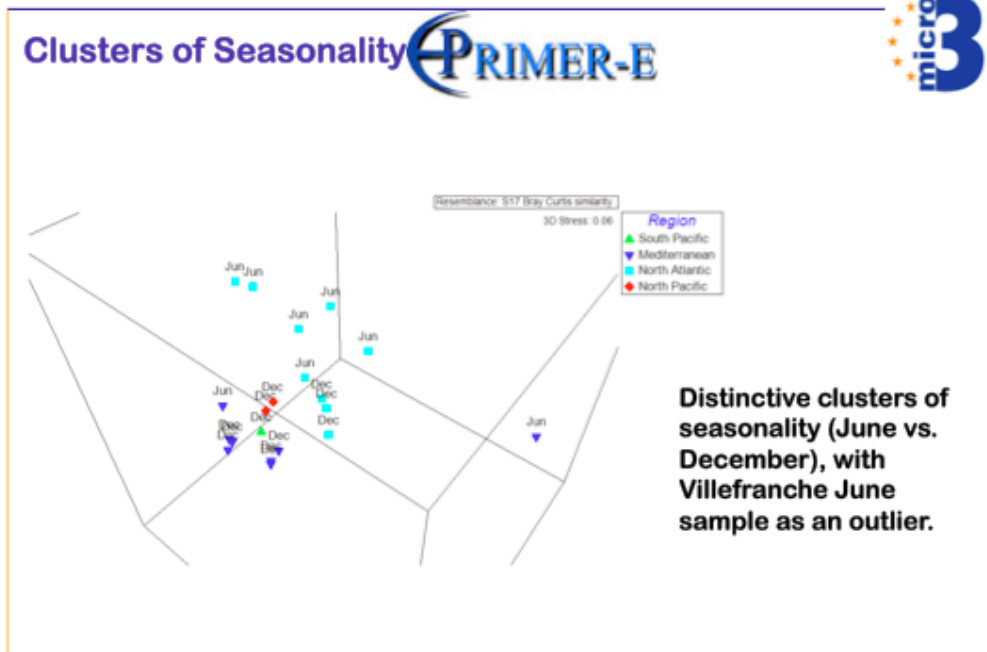 Clusters of Seasonality
PRIMER-E
micro
3
Resemblance: S17 Bray Curtis similarity
3D Stress: 0.06
Region
South Pacific
Mediterranean
North Atlantic
North Pacific
Jun
Jun
Jun
Jun
Jun
Jun
Dec
Jun
Dec
Dec
Dec
Dec
Dec
Dec
Dec
Dec
Jun
Distinctive clusters of
seasonality (June vs.
December), with
Villefranche June
sample as an outlier.